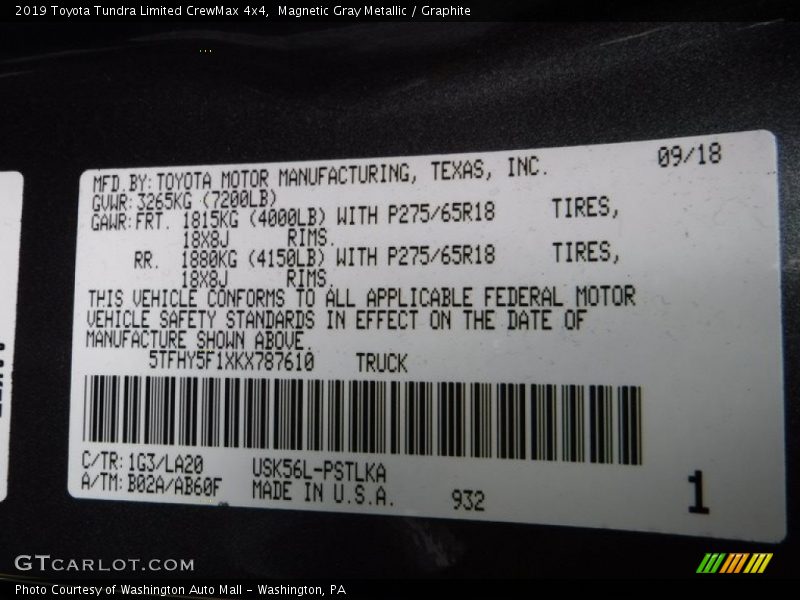 2019 Toyota Tundra Limited CrewMax 4x4,  Magnetic Gray Metallic / Graphite
MFD.BY:TOYOTA MOTOR MANUFACTURING, TEXAS, INC. 09/18
GVWR:3265KG (7200LB)
GAWR:FRT. 1815KG (4000LB) WITH P275/65R18 TIRES,
18X8J RIMS.
RR. 1880KG (4150LB) WITH P275/65R18 TIRES,
18X8J RIMS.
THIS VEHICLE CONFORMS TO ALL APPLICABLE FEDERAL MOTOR
VEHICLE SAFETY STANDARDS IN EFFECT ON THE DATE OF
MANUFACTURE SHOWN ABOVE.
5TFHY5F1XKX787610 TRUCK
C/TR:1G3/LA20 USK56L-PSTLKA
A/TM:B02A/AB60F MADE IN U.S.A. 932 1
GTCARLOT.COM
Photo Courtesy of Washington Auto Mall - Washington, PA